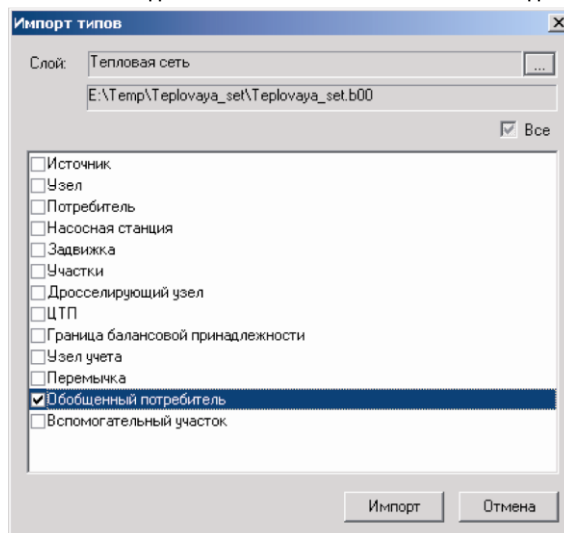 Импорт типов
Слой:
Тепловая сеть
...
E:\Temp\Teplovaya_set\Teplovaya_set.b00
Все
Источник
Узел
Потребитель
Насосная станция
Задвижка
Участки
Дросселирующий узел
ЦТП
Граница балансовой принадлежности
Узел учета
Перемычка
Обобщенный потребитель
Вспомогательный участок
Импорт
Отмена